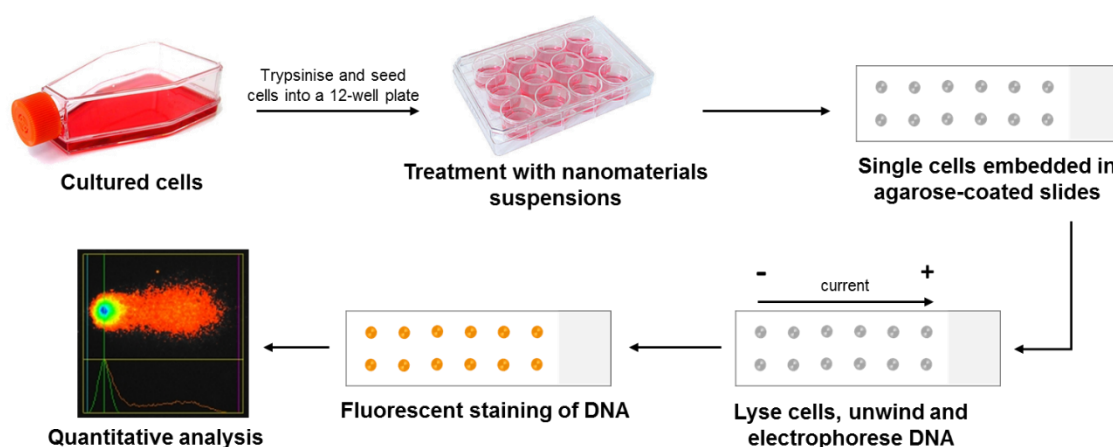 Trypsinise and seed
cells into a 12-well plate
Cultured cells
Treatment with nanomaterials
suspensions
Single cells embedded in
agarose-coated slides
- +
current
Lyse cells, unwind and
electrophorese DNA
Fluorescent staining of DNA
Quantitative analysis